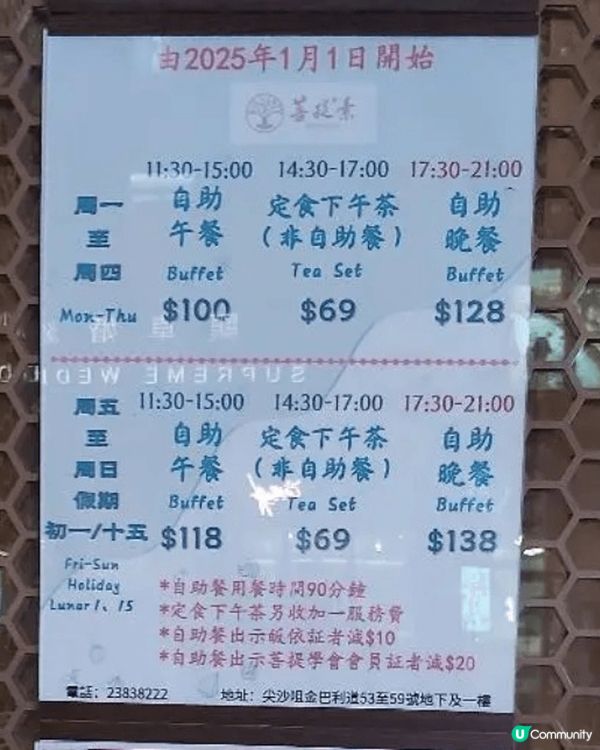 由2025年1月1日開始
菩提素
11:30-15:00 14:30-17:00 17:30-21:00
周一 自助 定食下午茶 自助
至 午餐 (非自助餐) 晚餐
周四 Buffet Tea Set Buffet
Mon-Thu $100 $69 $128
SUPREME WEDD
周五 11:30-15:00 14:30-17:00 17:30-21:00
至 自助 定食下午茶 自助
周日 午餐 (非自助餐) 晚餐
假期 Buffet Tea Set Buffet
初一/十五 $118 $69 $138
Fri-Sun
Holiday
Lunar 1、15
*自助餐用餐時間90分鐘
*定食下午茶另收加一服務費
*自助餐出示皈依証者減$10
*自助餐出示菩提學會會員証者減$20
電話：23838222 地址：尖沙咀金巴利道53至59號地下及一樓
U Community